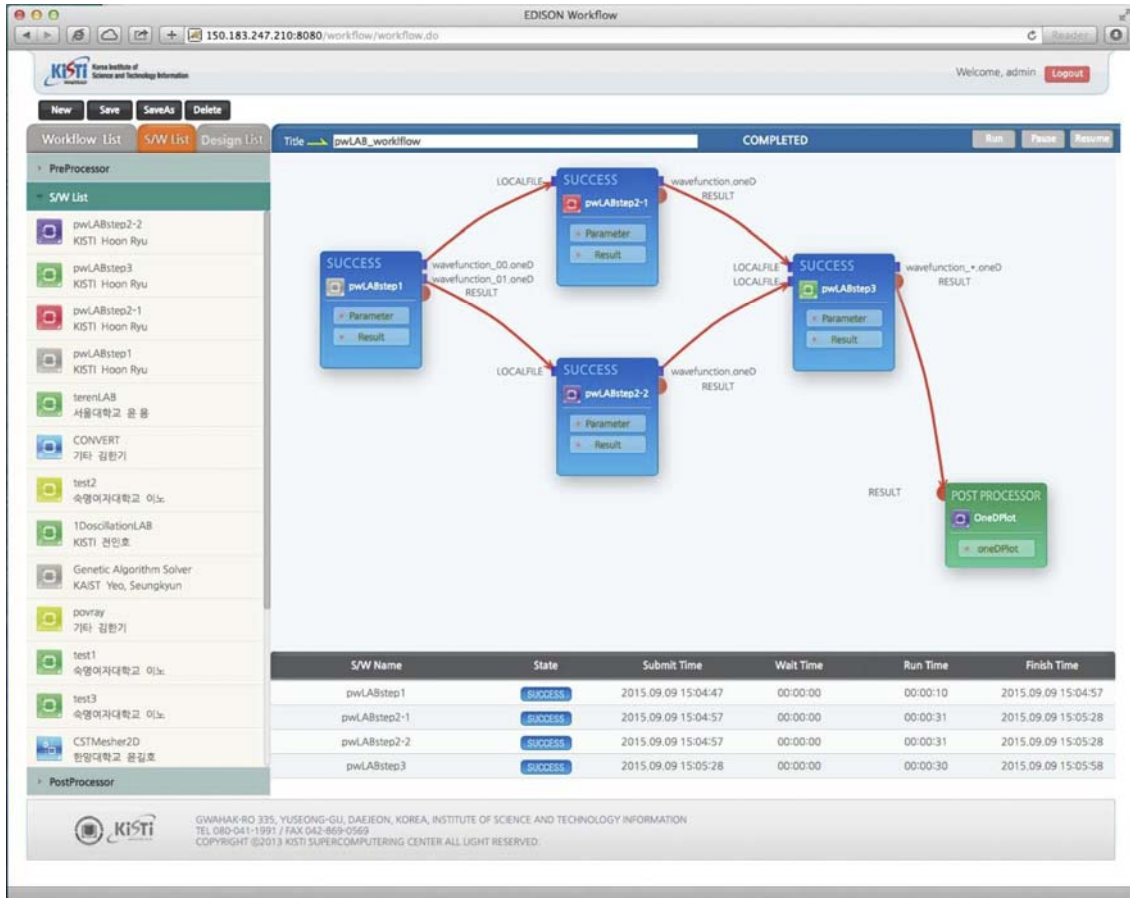 EDISON Workflow
150.183.247.210:8080/workflow/workflow.do
Reader
KiSTi
Korea Institute of
Science and Technology Information
Welcome, admin
Logout
New Save SaveAs Delete
Workflow List S/W List Design List
Title pwLAB_workiflow COMPLETED Run Pause Resume
PreProcessor
S/W List
pwLABstep2-2
KISTI Hoon Ryu
pwLABstep3
KISTI Hoon Ryu
pwLABstep2-1
KISTI Hoon Ryu
pwLABstep1
KISTI Hoon Ryu
terenLAB
서울대학교 윤 용
CONVERT
기타 김한기
test2
숙명여자대학교 이노
1DoscillationLAB
KISTI 전인호
Genetic Algorithm Solver
KAIST Yeo, Seungkyun
povray
기타 김한기
test1
숙명여자대학교 이노
test3
숙명여자대학교 이노
CSTMesher2D
한양대학교 윤길호
PostProcessor
SUCCESS
pwLABstep1
Parameter
Result
wavefunction_00.oneD
wavefunction_01.oneD
RESULT
LOCALFILE
SUCCESS
pwLABstep2-1
Parameter
Result
wavefunction.oneD
RESULT
LOCALFILE
SUCCESS
pwLABstep2-2
Parameter
Result
wavefunction.oneD
RESULT
LOCALFILE
LOCALFILE
SUCCESS
pwLABstep3
Parameter
Result
wavefunction_*.oneD
RESULT
RESULT
POST PROCESSOR
OneDPlot
oneDPlot
S/W Name State Submit Time Wait Time Run Time Finish Time
pwLABstep1 SUCCESS 2015.09.09 15:04:47 00:00:00 00:00:10 2015.09.09 15:04:57
pwLABstep2-1 SUCCESS 2015.09.09 15:04:57 00:00:00 00:00:31 2015.09.09 15:05:28
pwLABstep2-2 SUCCESS 2015.09.09 15:04:57 00:00:00 00:00:31 2015.09.09 15:05:28
pwLABstep3 SUCCESS 2015.09.09 15:05:28 00:00:00 00:00:30 2015.09.09 15:05:58
KiSTi
GWAHAK-RO 335, YUSEONG-GU, DAEJEON, KOREA, INSTITUTE OF SCIENCE AND TECHNOLOGY INFORMATION
TEL 080-041-1991 / FAX 042-869-0569
COPYRIGHT ©2013 KISTI SUPERCOMPUTERING CENTER ALL LIGHT RESERVED.